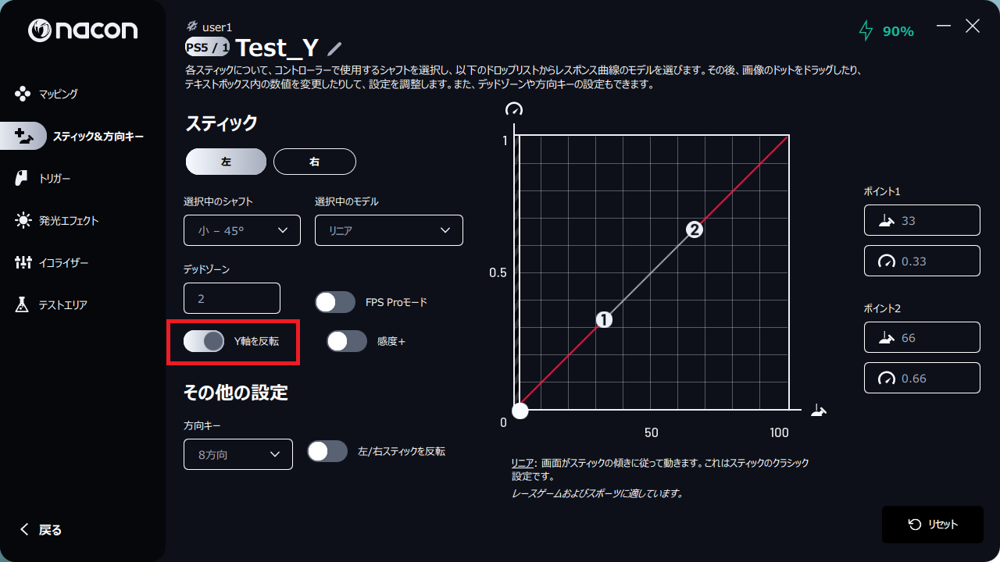 nacon
user1
PS5 / 1 Test_Y
90%
各スティックについて、コントローラーで使用するシャフトを選択し、以下のドロップリストからレスポンス曲線のモデルを選びます。その後、画像のドットをドラッグしたり、
テキストボックス内の数値を変更したりして、設定を調整します。また、デッドゾーンや方向キーの設定もできます。
マッピング
スティック&方向キー
トリガー
発光エフェクト
イコライザー
テストエリア
戻る
スティック
左 右
選択中のシャフト 選択中のモデル
小 – 45° リニア
デッドゾーン
2
FPS Proモード
Y軸を反転 感度+
その他の設定
方向キー
8方向
左/右スティックを反転
1
0.5
0
50
100
1
2
リニア: 画面がスティックの傾きに従って動きます。これはスティックのクラシック
設定です。
レースゲームおよびスポーツに適しています。
ポイント1
33
0.33
ポイント2
66
0.66
リセット